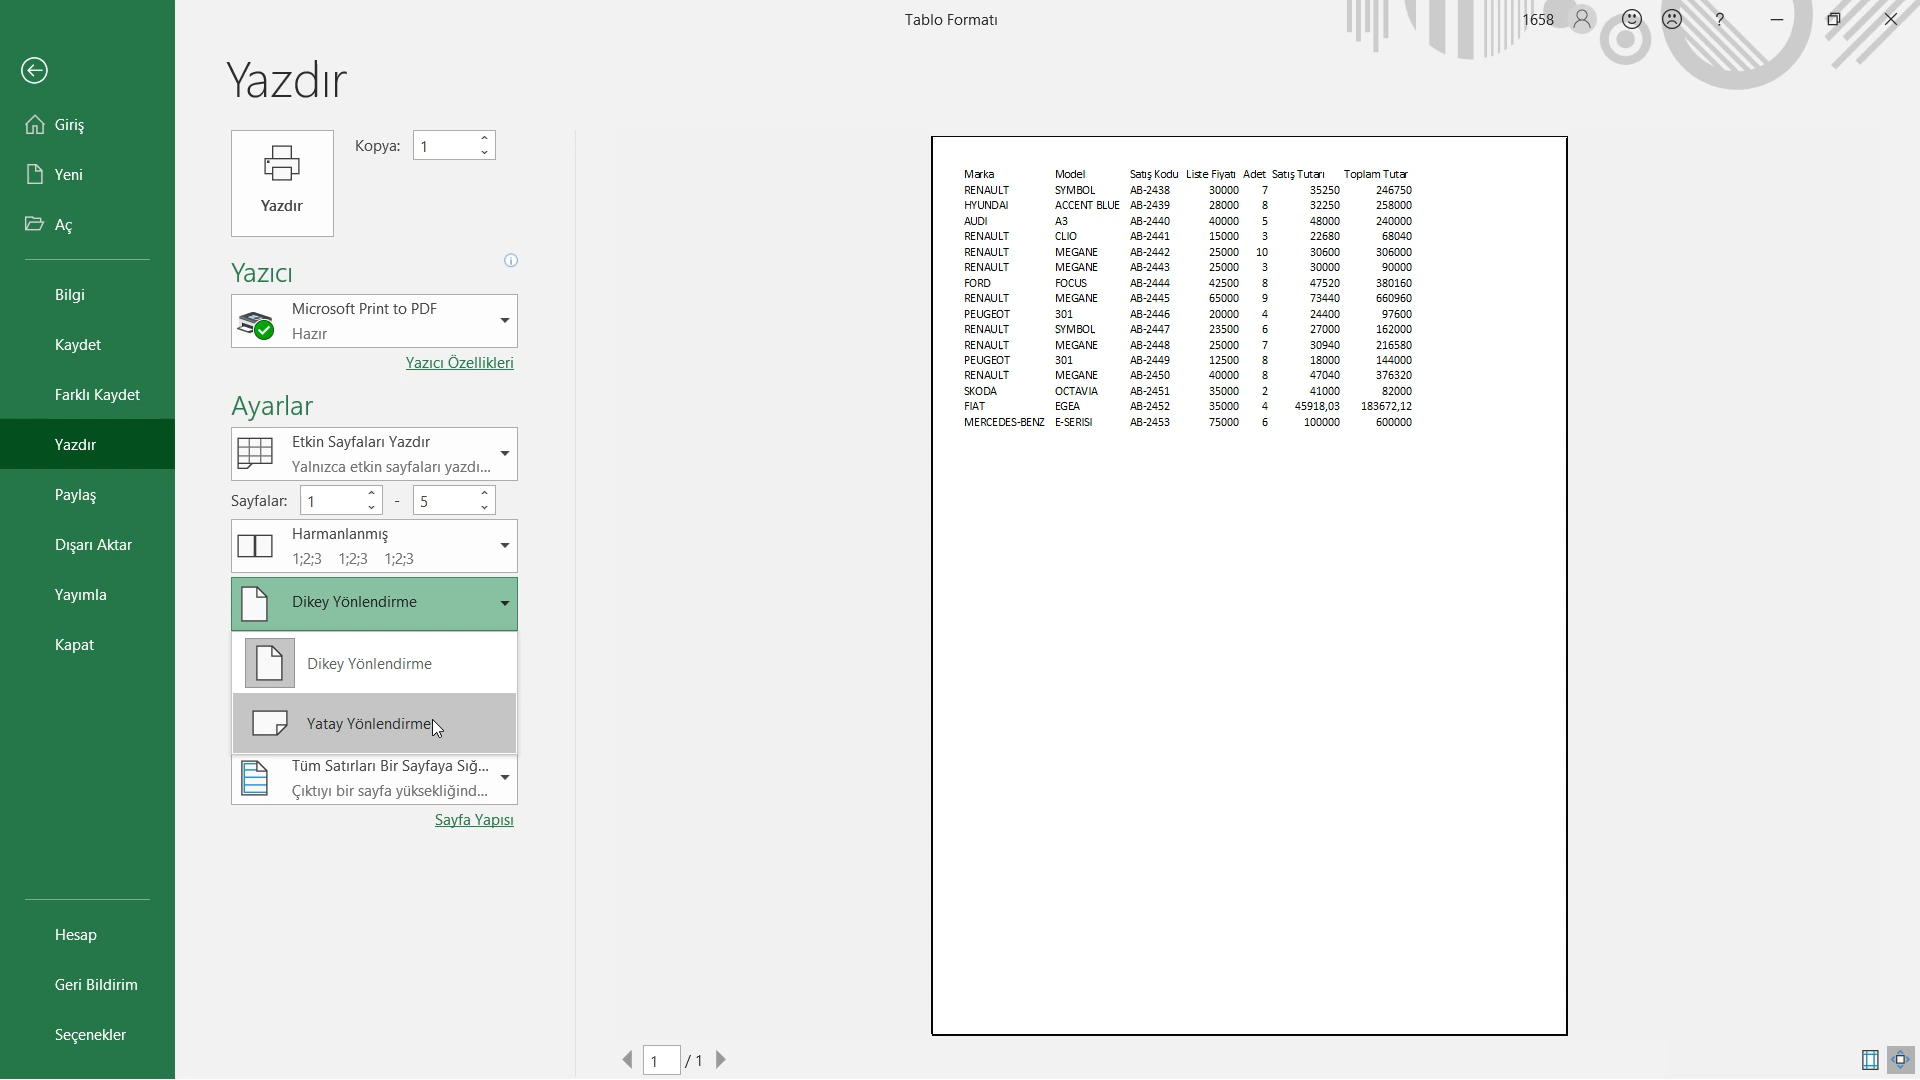 Tablo Formatı
1658
?
Yazdır
Giriş
Yeni
Aç
Bilgi
Kaydet
Farklı Kaydet
Yazdır
Paylaş
Dışarı Aktar
Yayımla
Kapat
Hesap
Geri Bildirim
Seçenekler
Yazdır
Kopya: 1
Yazıcı
Microsoft Print to PDF
Hazır
Yazıcı Özellikleri
Ayarlar
Etkin Sayfaları Yazdır
Yalnızca etkin sayfaları yazdı...
Sayfalar: 1 - 5
Harmanlanmış
1;2;3 1;2;3 1;2;3
Dikey Yönlendirme
Dikey Yönlendirme
Yatay Yönlendirme
Tüm Satırları Bir Sayfaya Sığ...
Çıktıyı bir sayfa yüksekliğind...
Sayfa Yapısı
Marka Model Satış Kodu Liste Fiyatı Adet Satış Tutarı Toplam Tutar
RENAULT SYMBOL AB-2438 30000 7 35250 246750
HYUNDAI ACCENT BLUE AB-2439 28000 8 32250 258000
AUDI A3 AB-2440 40000 5 48000 240000
RENAULT CLIO AB-2441 15000 3 22680 68040
RENAULT MEGANE AB-2442 25000 10 30600 306000
RENAULT MEGANE AB-2443 25000 3 30000 90000
FORD FOCUS AB-2444 42500 8 47520 380160
RENAULT MEGANE AB-2445 65000 9 73440 660960
PEUGEOT 301 AB-2446 20000 4 24400 97600
RENAULT SYMBOL AB-2447 23500 6 27000 162000
RENAULT MEGANE AB-2448 25000 7 30940 216580
PEUGEOT 301 AB-2449 12500 8 18000 144000
RENAULT MEGANE AB-2450 40000 8 47040 376320
SKODA OCTAVIA AB-2451 35000 2 41000 82000
FIAT EGEA AB-2452 35000 4 45918,03 183672,12
MERCEDES-BENZ E-SERISI AB-2453 75000 6 100000 600000
1 / 1